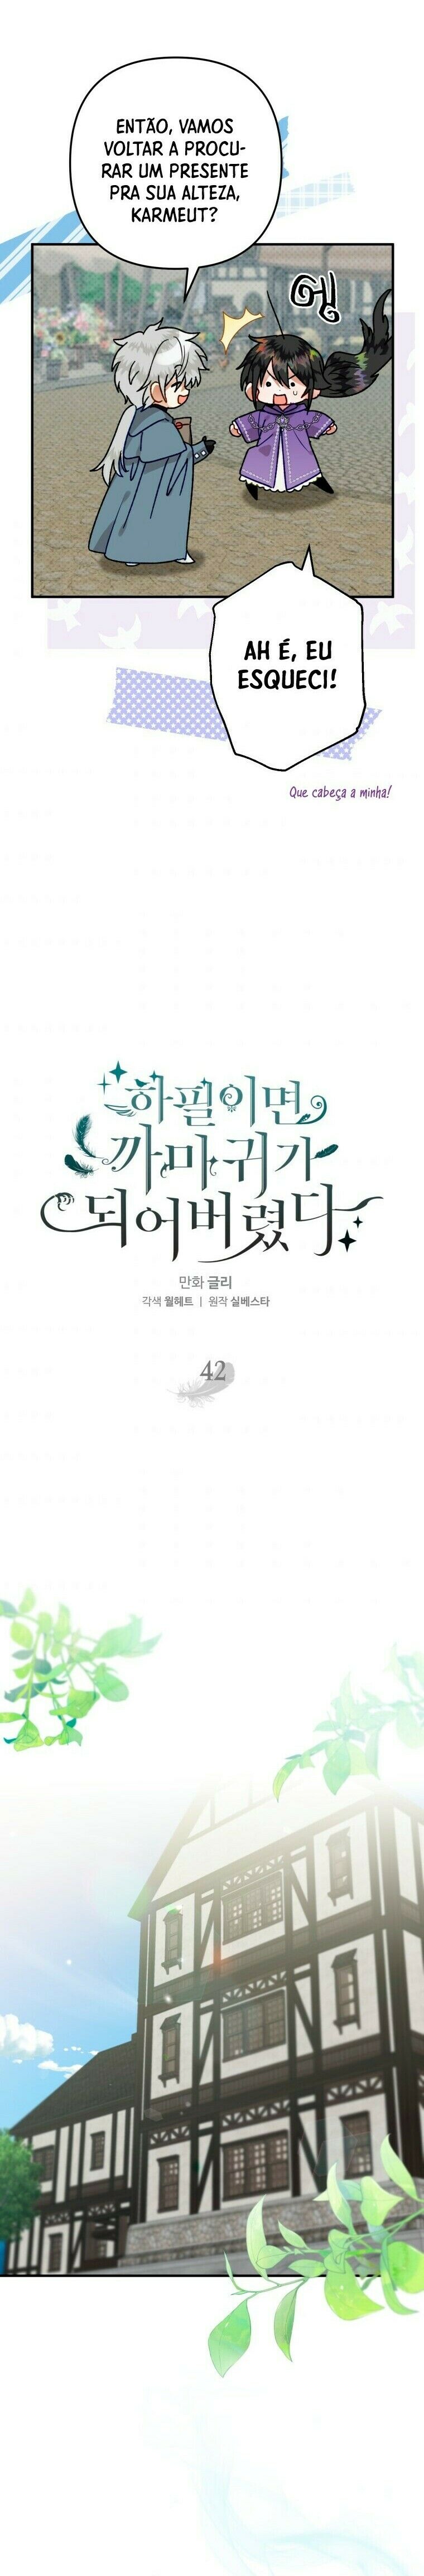 ENTÃO, VAMOS
VOLTAR A PROCU-
RAR UM PRESENTE
PRA SUA ALTEZA,
KARMEUT?
AH É, EU
ESQUECI!
Que cabeça a minha!
하필이면
까마귀가
되어버렸다
만화 글리
각색 월헤트 | 원작 실베스타
42